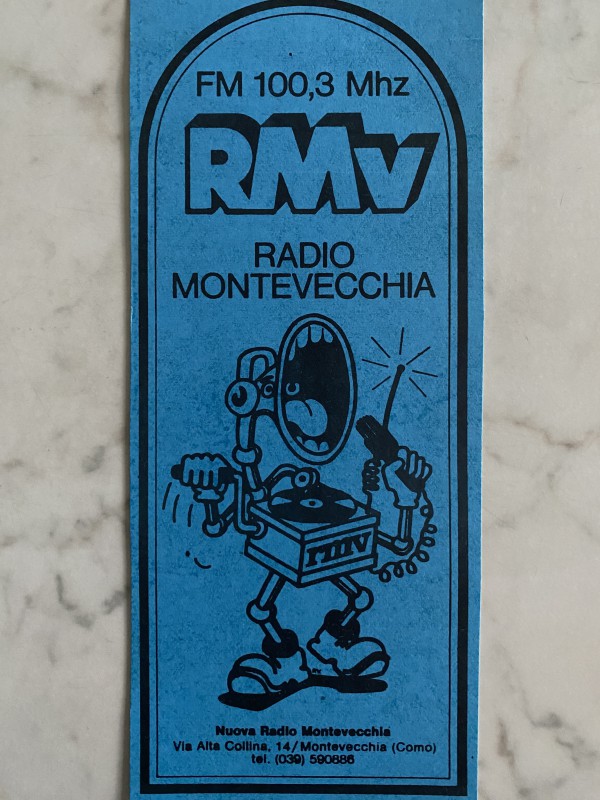 FM 100,3 Mhz
RMV
RADIO
MONTEVECCHIA
rmv
Nuova Radio Montevecchia
Via Alta Collina, 14/Montevecchia (Como)
tel. (039) 590886